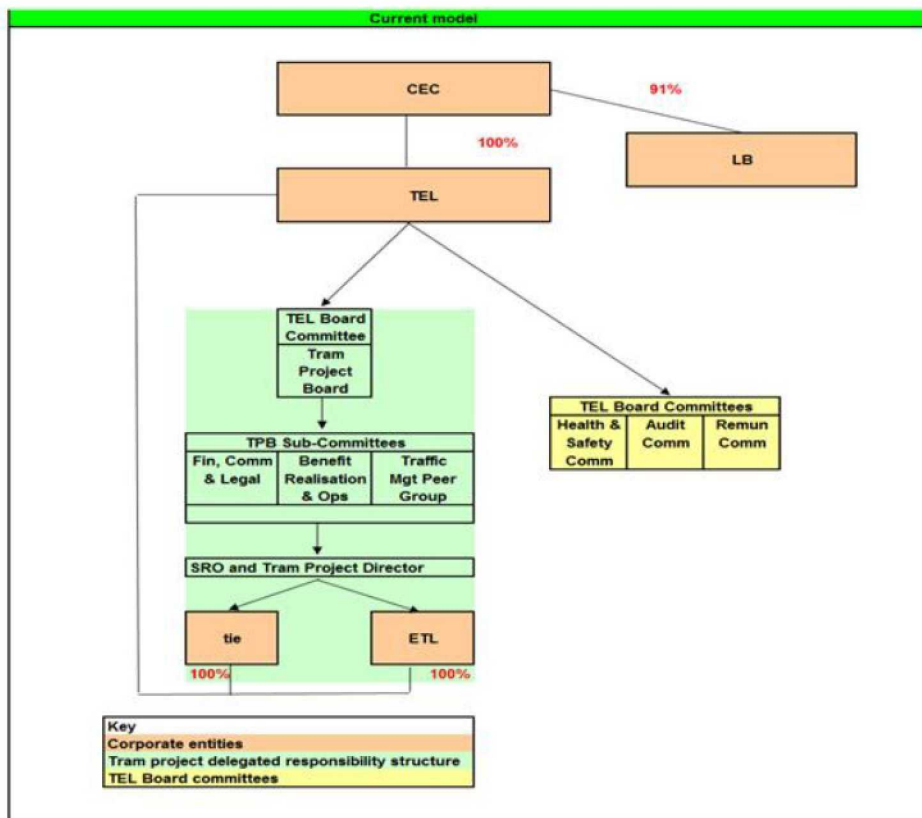 Current model
CEC
91%
100%
LB
TEL
TEL Board
Committee
Tram
Project
Board
TEL Board Committees
Health &
Safety
Comm
Audit
Comm
Remun
Comm
TPB Sub-Committees
Fin, Comm
& Legal
Benefit
Realisation
& Ops
Traffic
Mgt Peer
Group
SRO and Tram Project Director
tie
ETL
100%
100%
Key
Corporate entities
Tram project delegated responsibility structure
TEL Board committees